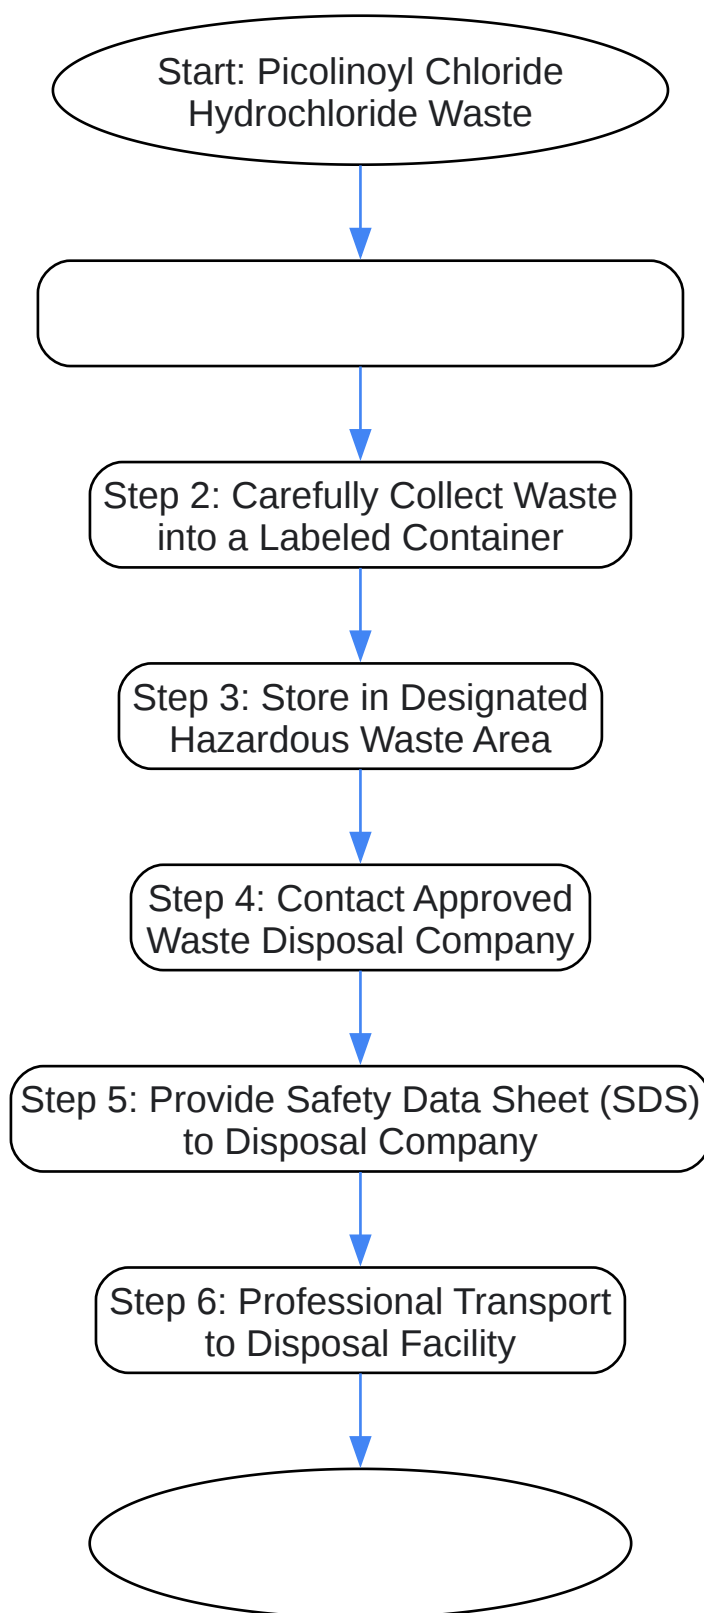 Start: Picolinoyl Chloride
Hydrochloride Waste
Step 2: Carefully Collect Waste
into a Labeled Container
Step 3: Store in Designated
Hazardous Waste Area
Step 4: Contact Approved
Waste Disposal Company
Step 5: Provide Safety Data Sheet (SDS)
to Disposal Company
Step 6: Professional Transport
to Disposal Facility